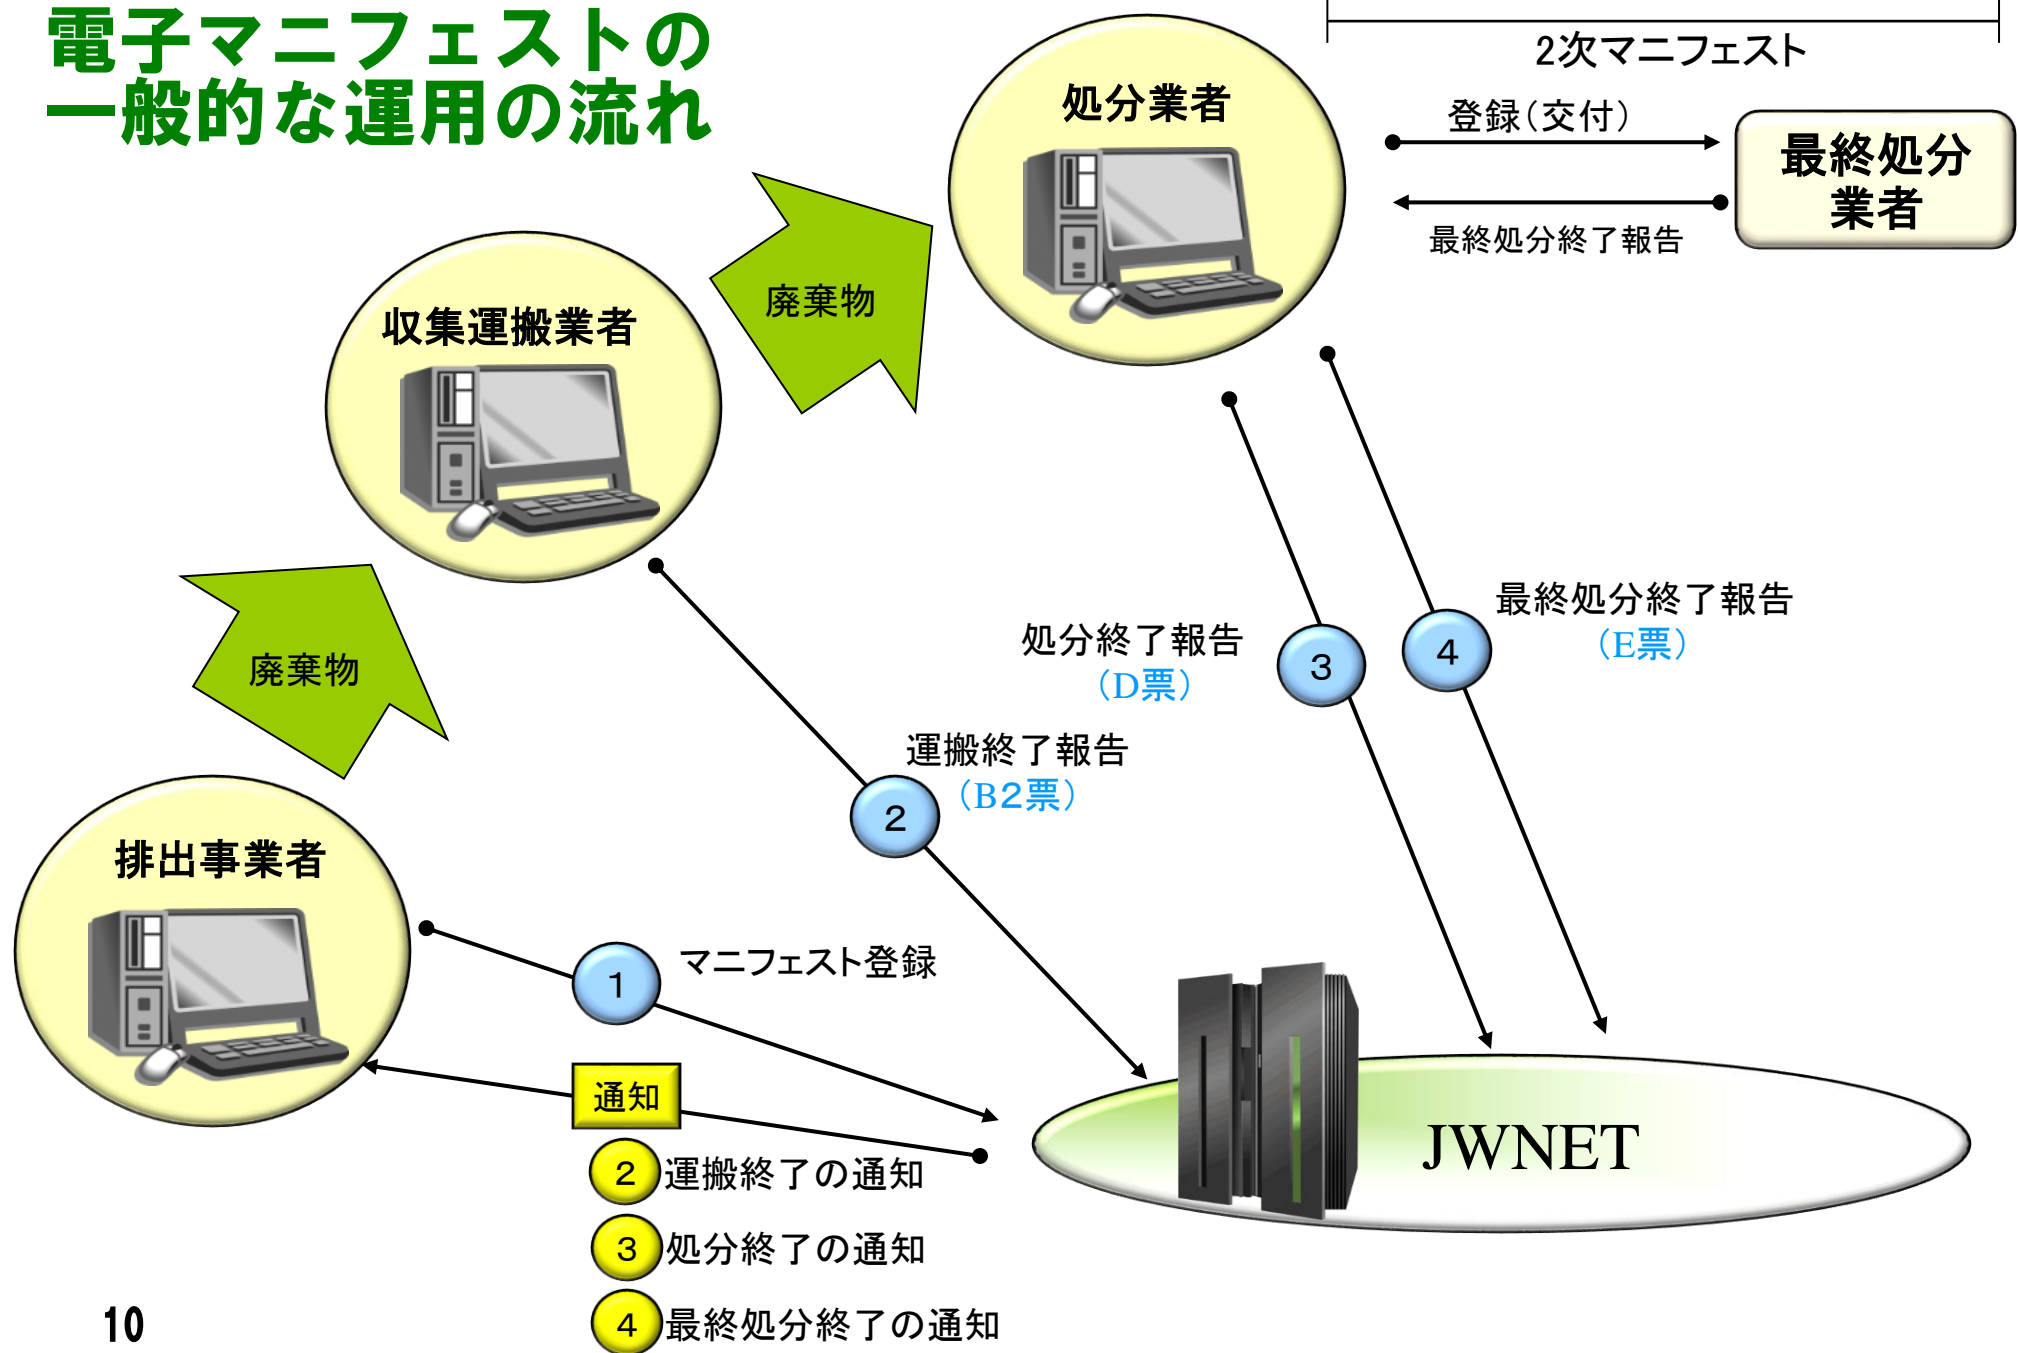 電子マニフェストの
一般的な運用の流れ
2次マニフェスト
処分業者
登録（交付）
最終処分
業者
最終処分終了報告
廃棄物
収集運搬業者
最終処分終了報告
（E票）
4
処分終了報告
（D票）
3
廃棄物
運搬終了報告
（B２票）
2
排出事業者
1
マニフェスト登録
通知
JWNET
2 運搬終了の通知
3 処分終了の通知
4 最終処分終了の通知
10